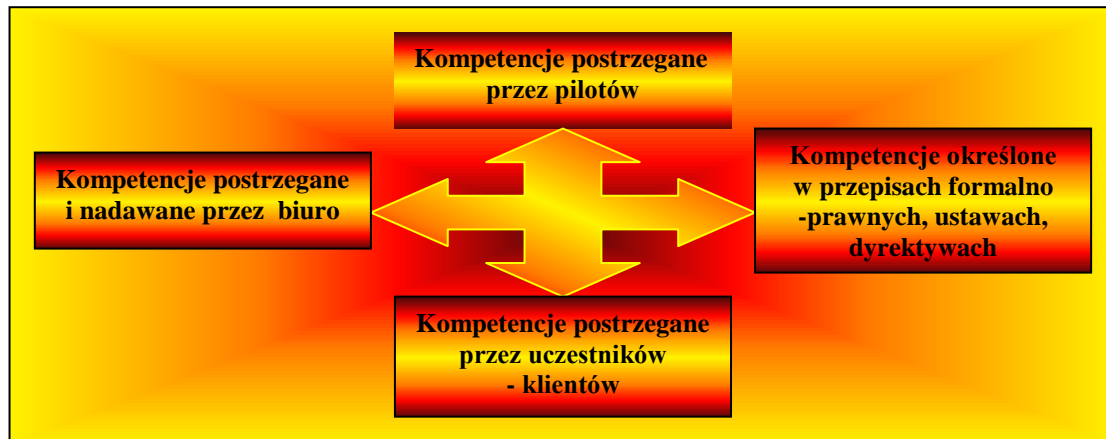 Kompetencje postrzegane
przez pilotów
Kompetencje postrzegane
i nadawane przez biuro
Kompetencje określone
w przepisach formalno
-prawnych, ustawach,
dyrektywach
Kompetencje postrzegane
przez uczestników
- klientów